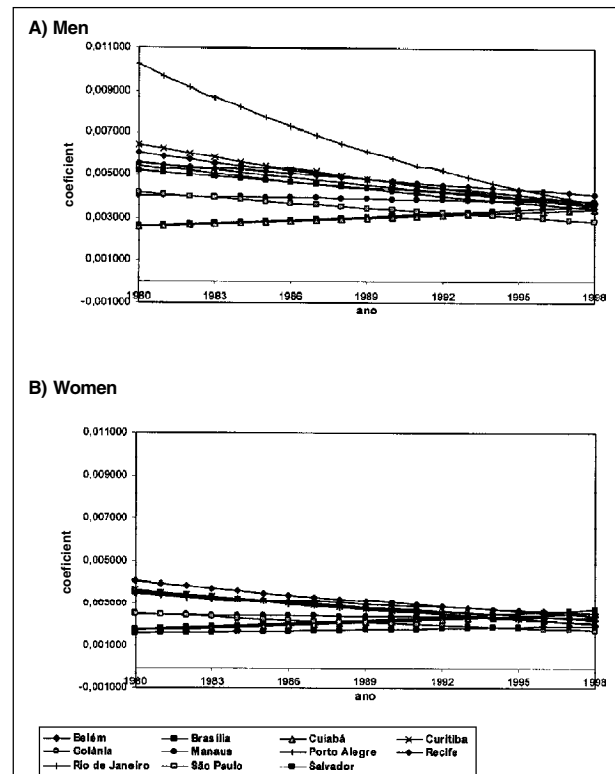 A) Men
0,011000
0,009000
0,007000
0,005000
0,003000
0,001000
-0,001000
coeficient
1980 1983 1986 1989 1992 1995 1998
ano
B) Women
0,011000
0,009000
0,007000
0,005000
0,003000
0,001000
-0,001000
coeficient
1980 1983 1986 1989 1992 1995 1998
ano
Belém Brasília Cuiabá Curitiba
Goiânia Manaus Porto Alegre Recife
Rio de Janeiro São Paulo Salvador